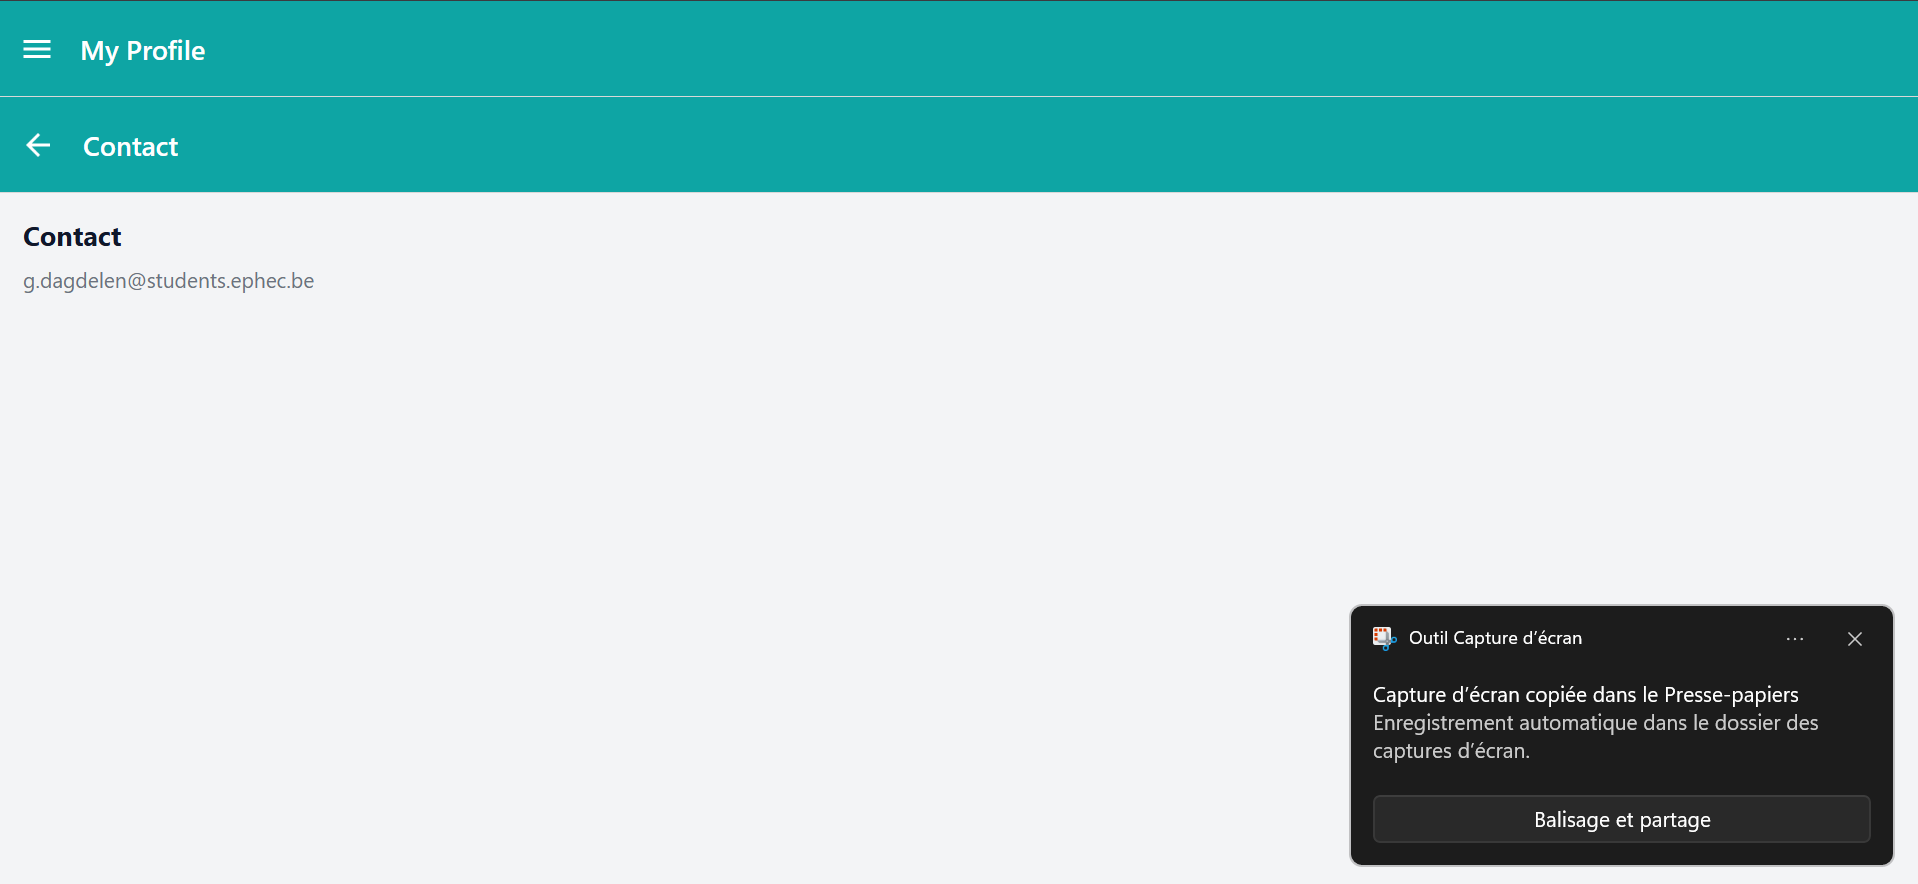 My Profile
Contact
Contact
g.dagdelen@students.ephec.be
Outil Capture d’écran
Capture d’écran copiée dans le Presse-papiers
Enregistrement automatique dans le dossier des
captures d’écran.
Balisage et partage